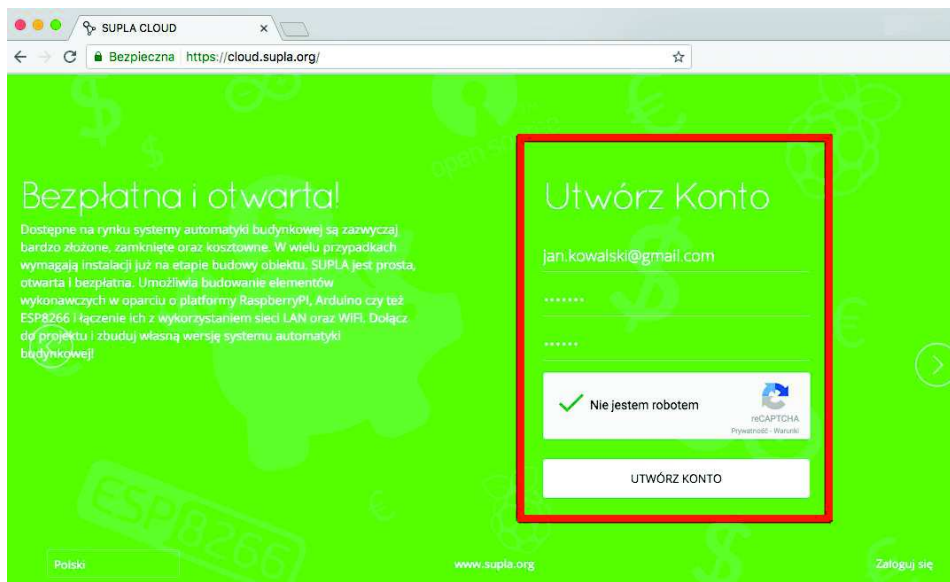 SUPLA CLOUD
Bezpieczna https://cloud.supla.org/
open-source
Bezpłatna i otwarta!
Dostępne na rynku systemy automatyki budynkowej są zazwyczaj
bardzo złożone, zamknięte oraz kosztowne. W wielu przypadkach
wymagają instalacji już na etapie budowy obiektu. SUPLA jest prosta,
otwarta i bezpłatna. Umożliwia budowanie elementów
wykonawczych w oparciu o platformy RaspberryPI, Arduino czy też
ESP8266 i łączenie ich z wykorzystaniem sieci LAN oraz WIFI. Dołącz
do projektu i zbuduj własną wersję systemu automatyki
budynkowej!
Utwórz Konto
jan.kowalski@gmail.com
Nie jestem robotem
reCAPTCHA
Prywatność - Warunki
UTWÓRZ KONTO
ESP8266
Polski
www.supla.org
Zaloguj się